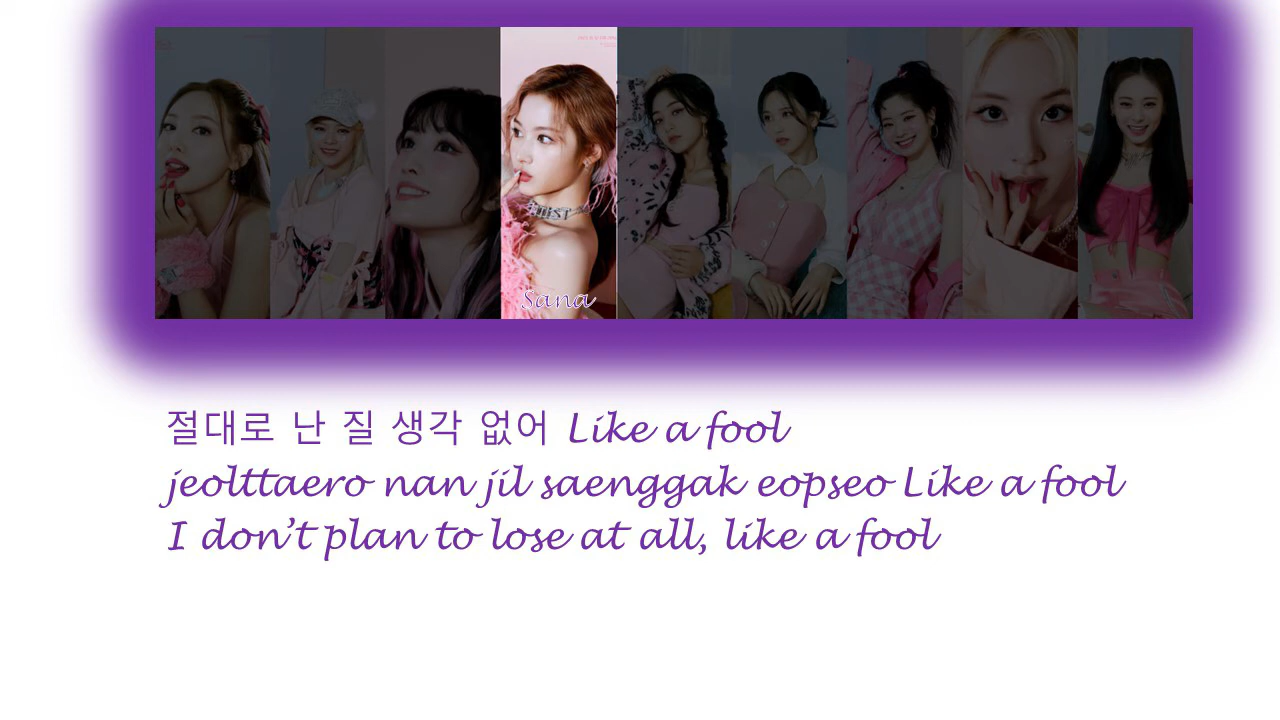 Sana
절대로 난 질 생각 없어 Like a fool
jeolttaero nan jil saenggak eopseo Like a fool
I don't plan to lose at all, like a fool